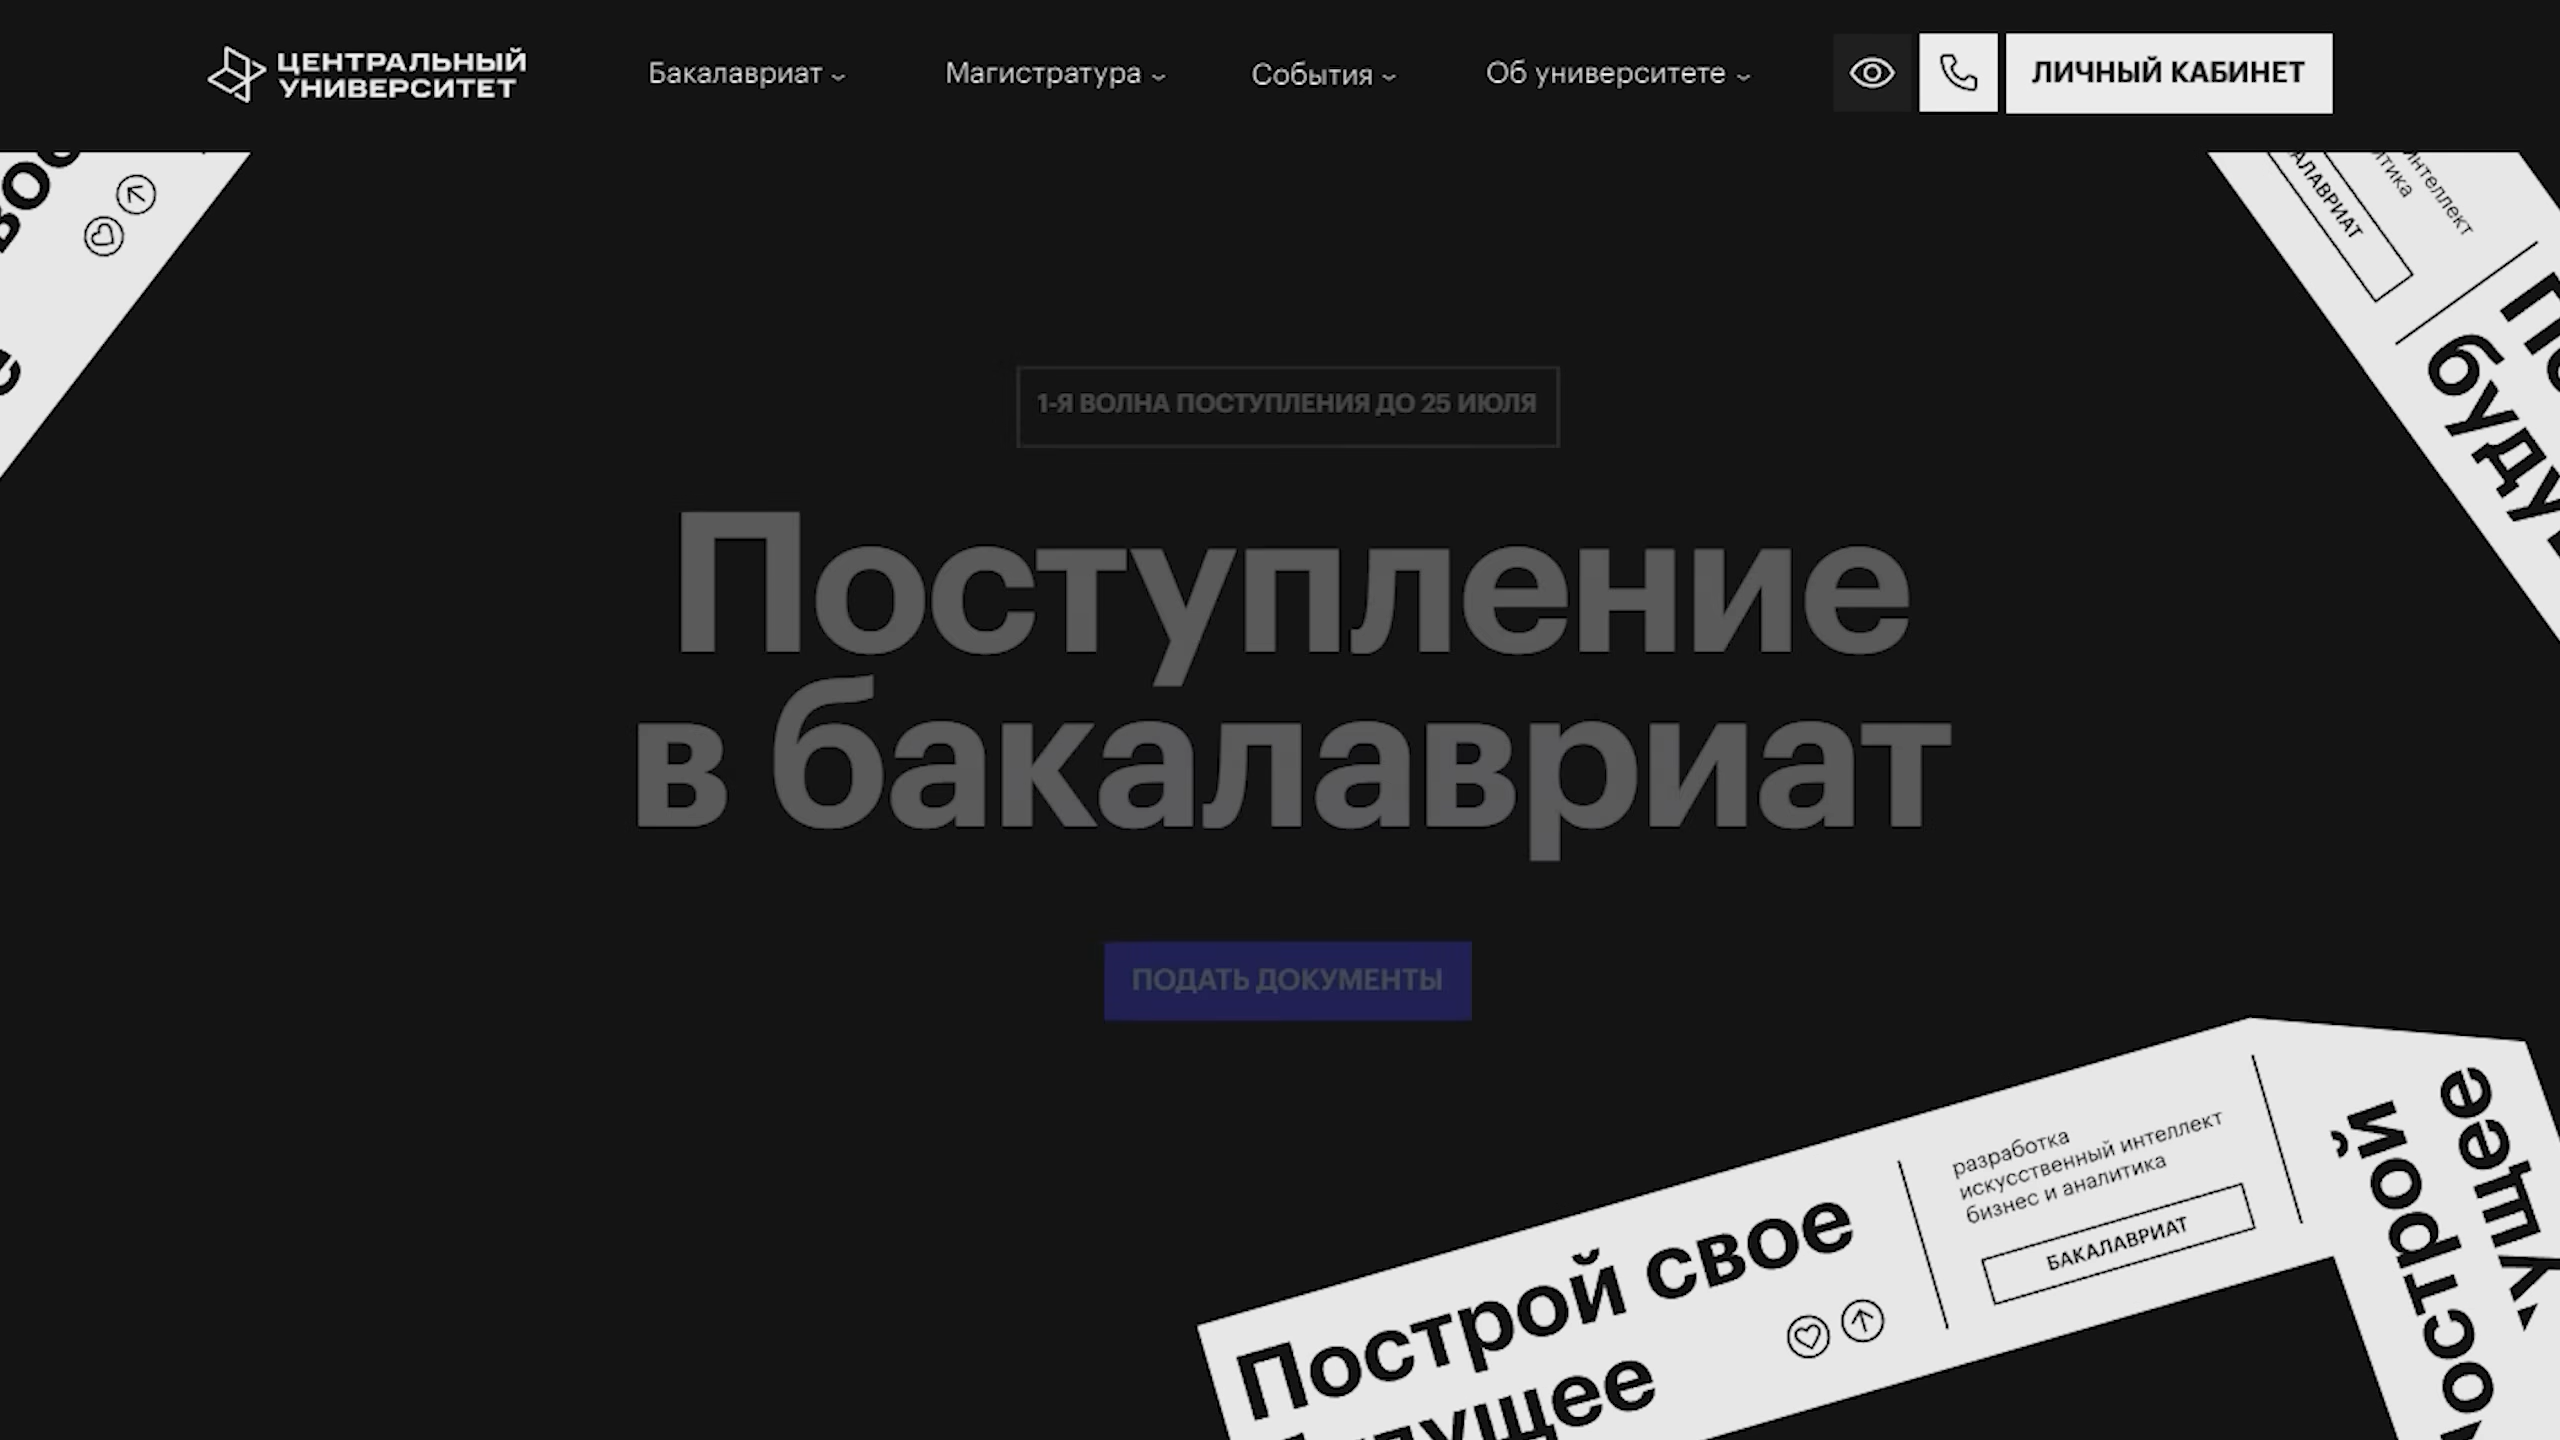 ЦЕНТРАЛЬНЫЙ
УНИВЕРСИТЕТ
Бакалавриат
Магистратура
События
Об университете
ЛИЧНЫЙ КАБИНЕТ
1-Я ВОЛНА ПОСТУПЛЕНИЯ ДО 25 ИЮЛЯ
Поступление
в бакалавриат
ПОДАТЬ ДОКУМЕНТЫ
Построй свое
разработка
искусственный интеллект
бизнес и аналитика
БАКАЛАВРИАТ